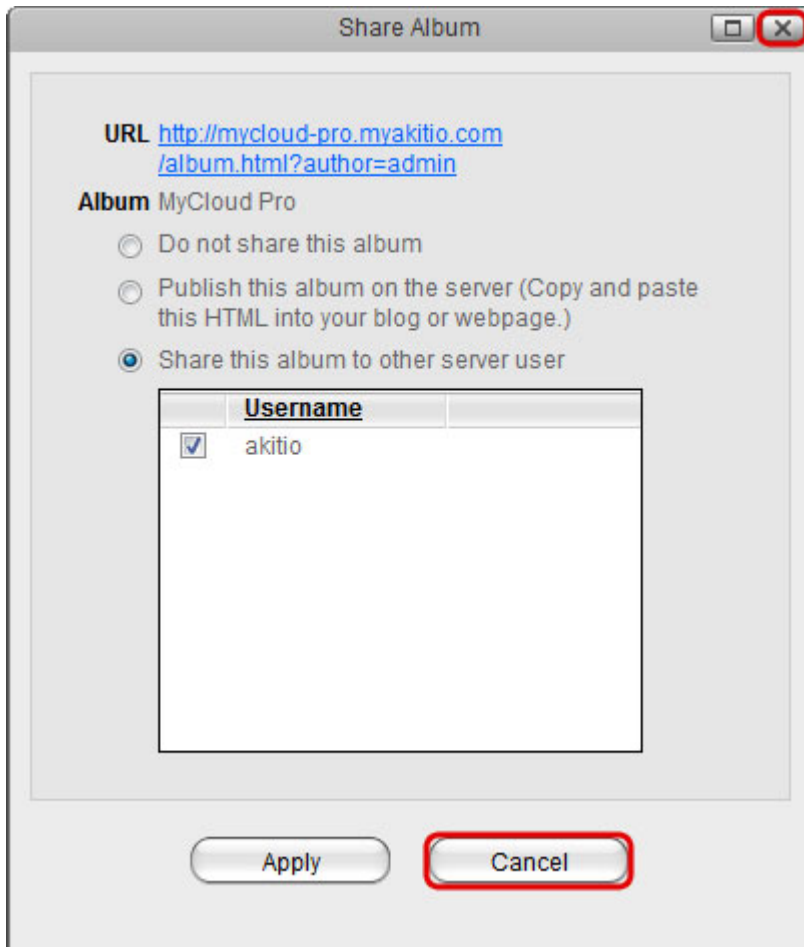 Share Album
URL http://mycloud-pro.myakitio.com
/album.html?author=admin
Album MyCloud Pro
Do not share this album
Publish this album on the server (Copy and paste
this HTML into your blog or webpage.)
Share this album to other server user
Username
akitio
Apply Cancel